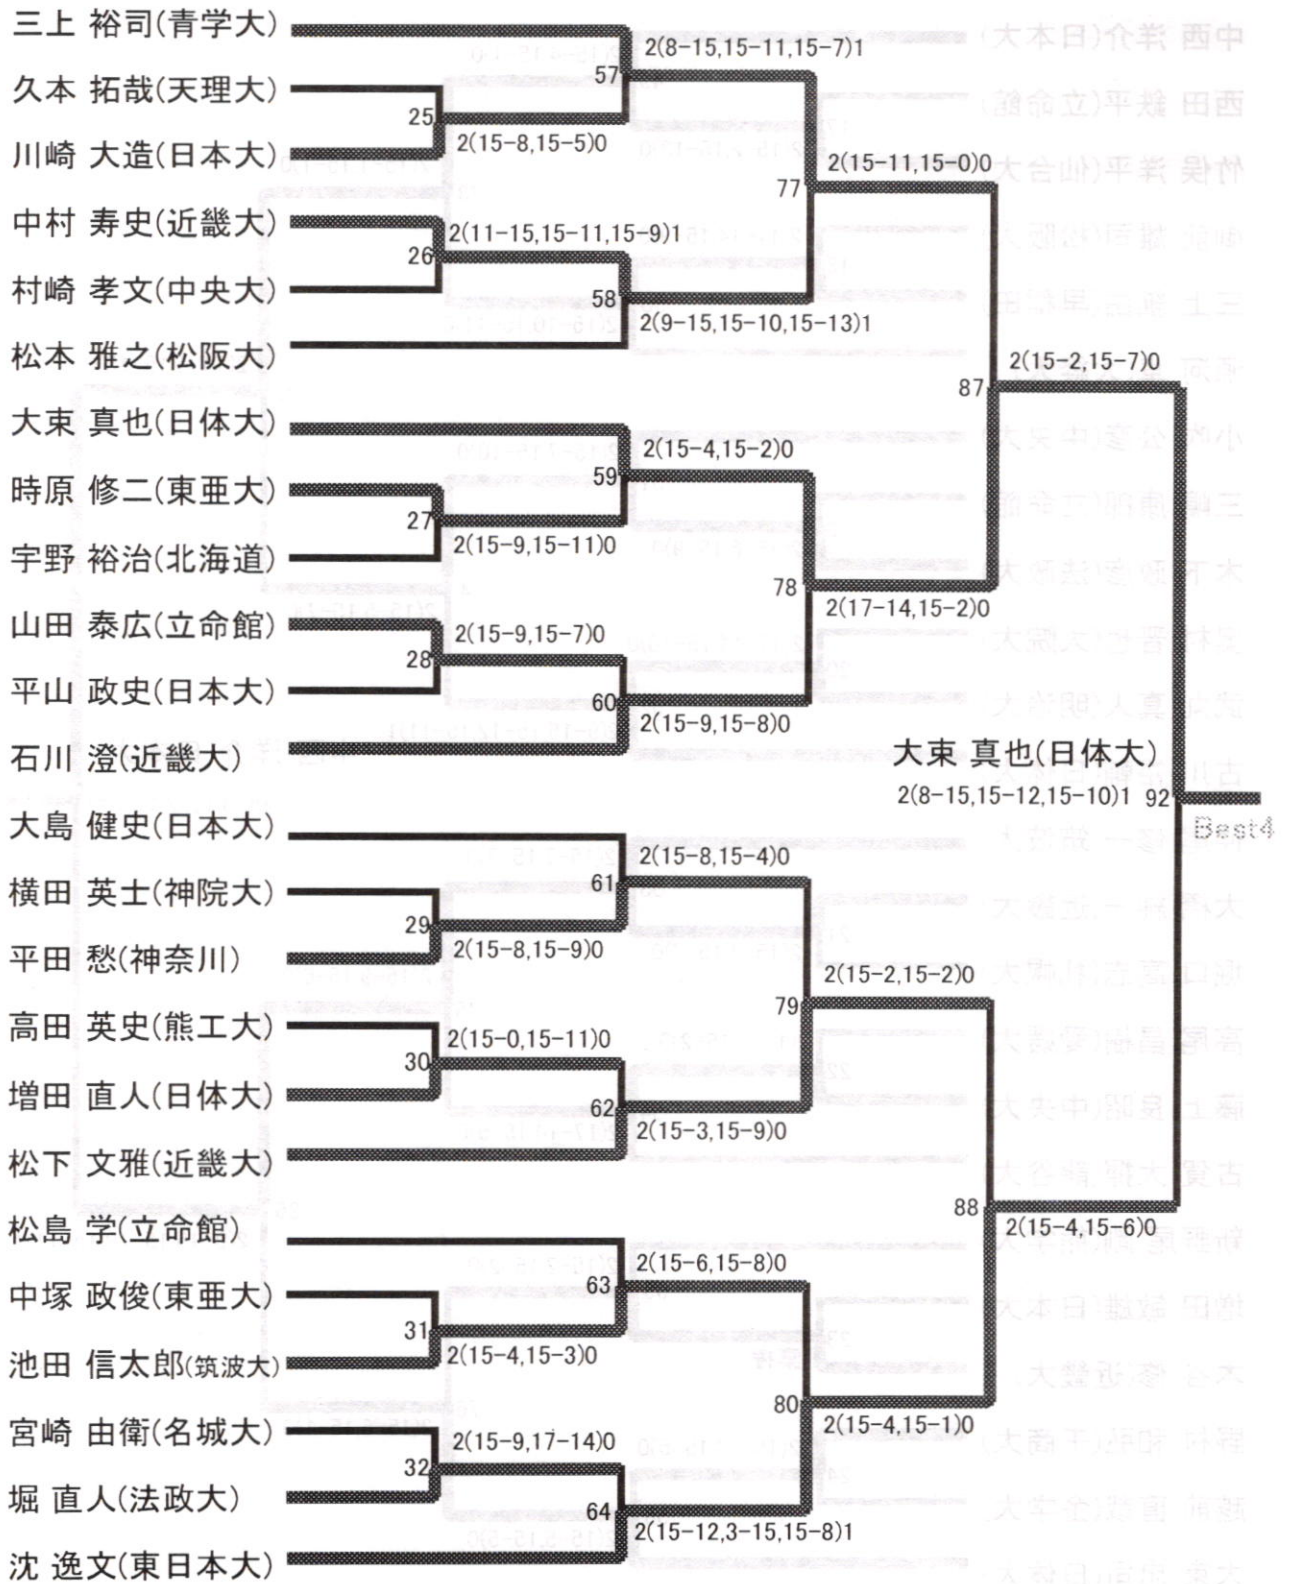 三上 裕司(青学大)
2(8-15,15-11,15-7)1
57
久本 拓哉(天理大)
25
2(15-8,15-5)0
川崎 大造(日本大)
2(15-11,15-0)0
77
中村 寿史(近畿大)
2(11-15,15-11,15-9)1
26
村崎 孝文(中央大)
58
2(9-15,15-10,15-13)1
松本 雅之(松阪大)
2(15-2,15-7)0
87
大束 真也(日体大)
2(15-4,15-2)0
59
時原 修二(東亜大)
27
2(15-9,15-11)0
宇野 裕治(北海道)
78
2(17-14,15-2)0
山田 泰広(立命館)
2(15-9,15-7)0
28
平山 政史(日本大)
60
2(15-9,15-8)0
石川 澄(近畿大)
大束 真也(日体大)
2(8-15,15-12,15-10)1 92
Best4
大島 健史(日本大)
2(15-8,15-4)0
61
横田 英士(神院大)
29
2(15-8,15-9)0
平田 愁(神奈川)
2(15-2,15-2)0
79
高田 英史(熊工大)
2(15-0,15-11)0
30
増田 直人(日体大)
62
2(15-3,15-9)0
松下 文雅(近畿大)
88
2(15-4,15-6)0
松島 学(立命館)
2(15-6,15-8)0
63
中塚 政俊(東亜大)
31
2(15-4,15-3)0
池田 信太郎(筑波大)
80
2(15-4,15-1)0
宮崎 由衛(名城大)
2(15-9,17-14)0
32
堀 直人(法政大)
64
2(15-12,3-15,15-8)1
沈 逸文(東日本大)